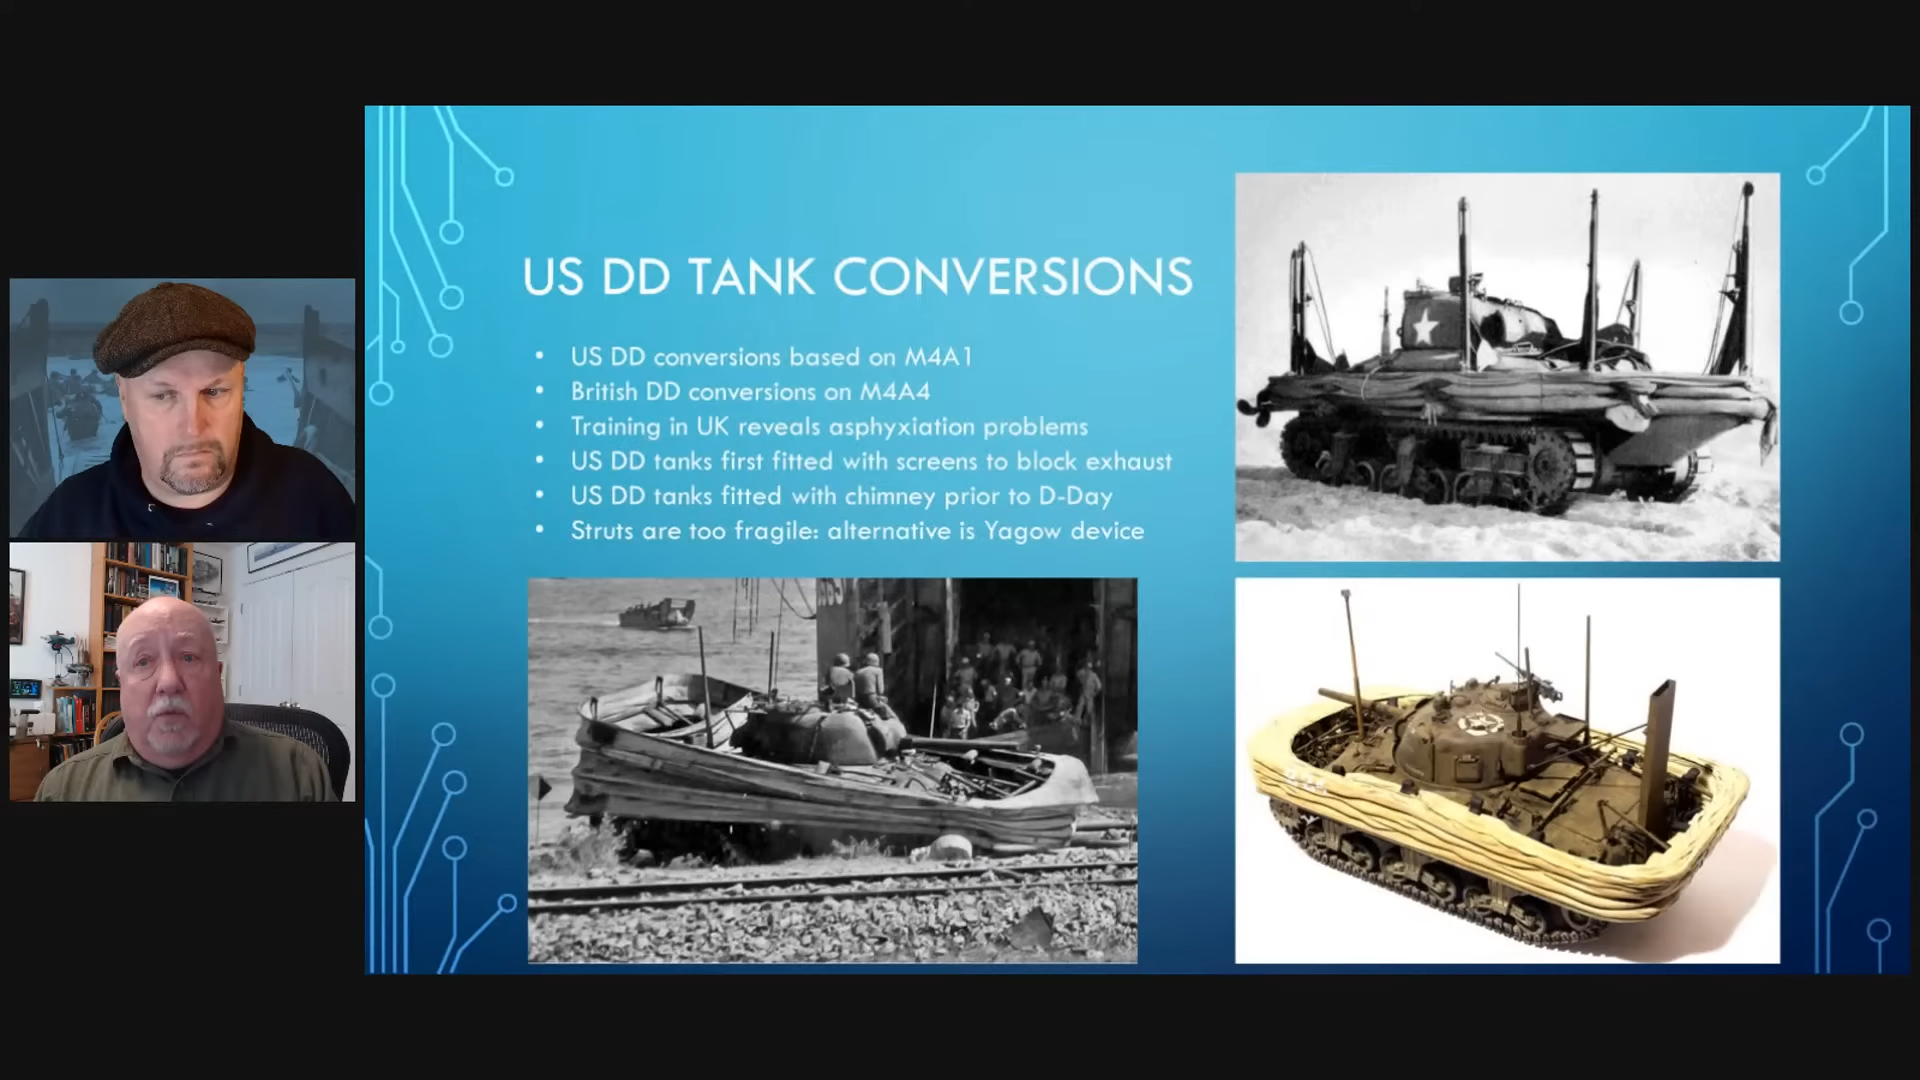 US DD TANK CONVERSIONS
• US DD conversions based on M4A1
• British DD conversions on M4A4
• Training in UK reveals asphyxiation problems
• US DD tanks first fitted with screens to block exhaust
• US DD tanks fitted with chimney prior to D-Day
• Struts are too fragile: alternative is Yagow device